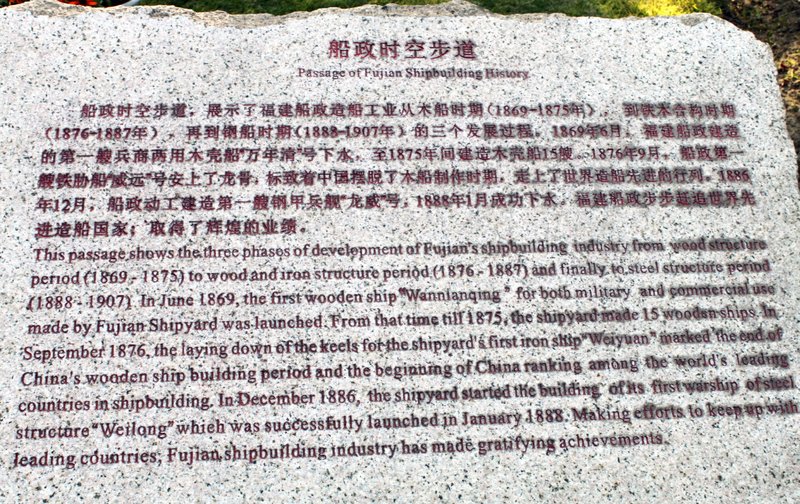 船政时空步道
Passage of Fujian Shipbuilding History
船政时空步道，展示了福建船政造船工业从木船时期（1869-1875年），到铁木合构时期
（1876-1887年），再到钢船时期（1888-1907年）的三个发展过程。1869年6月，福建船政建造
的第一艘兵商两用木壳船"万年清"号下水，至1875年间建造木壳船15艘。1876年9月，船政第一
艘铁胁船"威远"号安上了龙骨，标致着中国摆脱了木船制作时期，走上了世界造船先进的行列。1886
年12月，船政动工建造第一艘钢甲兵舰"龙威"号，1888年1月成功下水。福建船政步步追世界先
进造船国家，取得了辉煌的业绩。
This passage shows the three phases of development of Fujian's shipbuilding industry from wood structure
period (1869 - 1875) to wood and iron structure period (1876 - 1887) and finally to steel structure period
(1888 - 1907) In June 1869, the first wooden ship "Wannianqing" for both military and commercial use
made by Fujian Shipyard was launched. From that time till 1875, the shipyard made 15 wooden ships. In
September 1876, the laying down of the keels for the shipyard's first iron ship "Weiyuan" marked the end of
China's wooden ship building period and the beginning of China ranking among the world's leading
countries in shipbuilding. In December 1886, the shipyard started the building of its first warship of steel
structure "Weilong" which was successfully launched in January 1888. Making efforts to keep up with
leading countries, Fujian shipbuilding industry has made gratifying achievements.